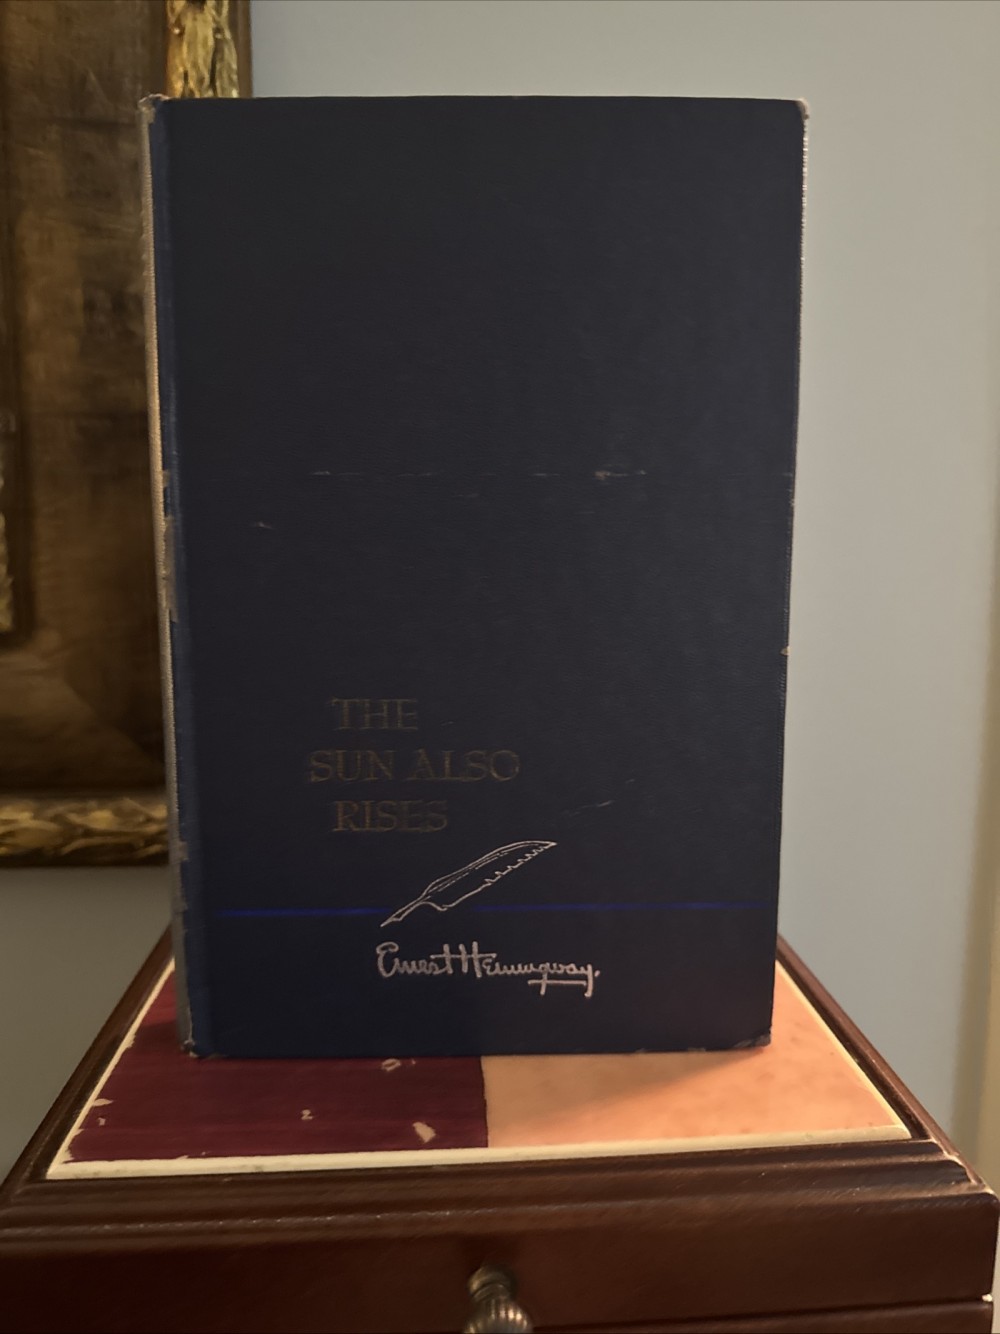 THE
SUN ALSO
RISES
Ernest Hemingway.